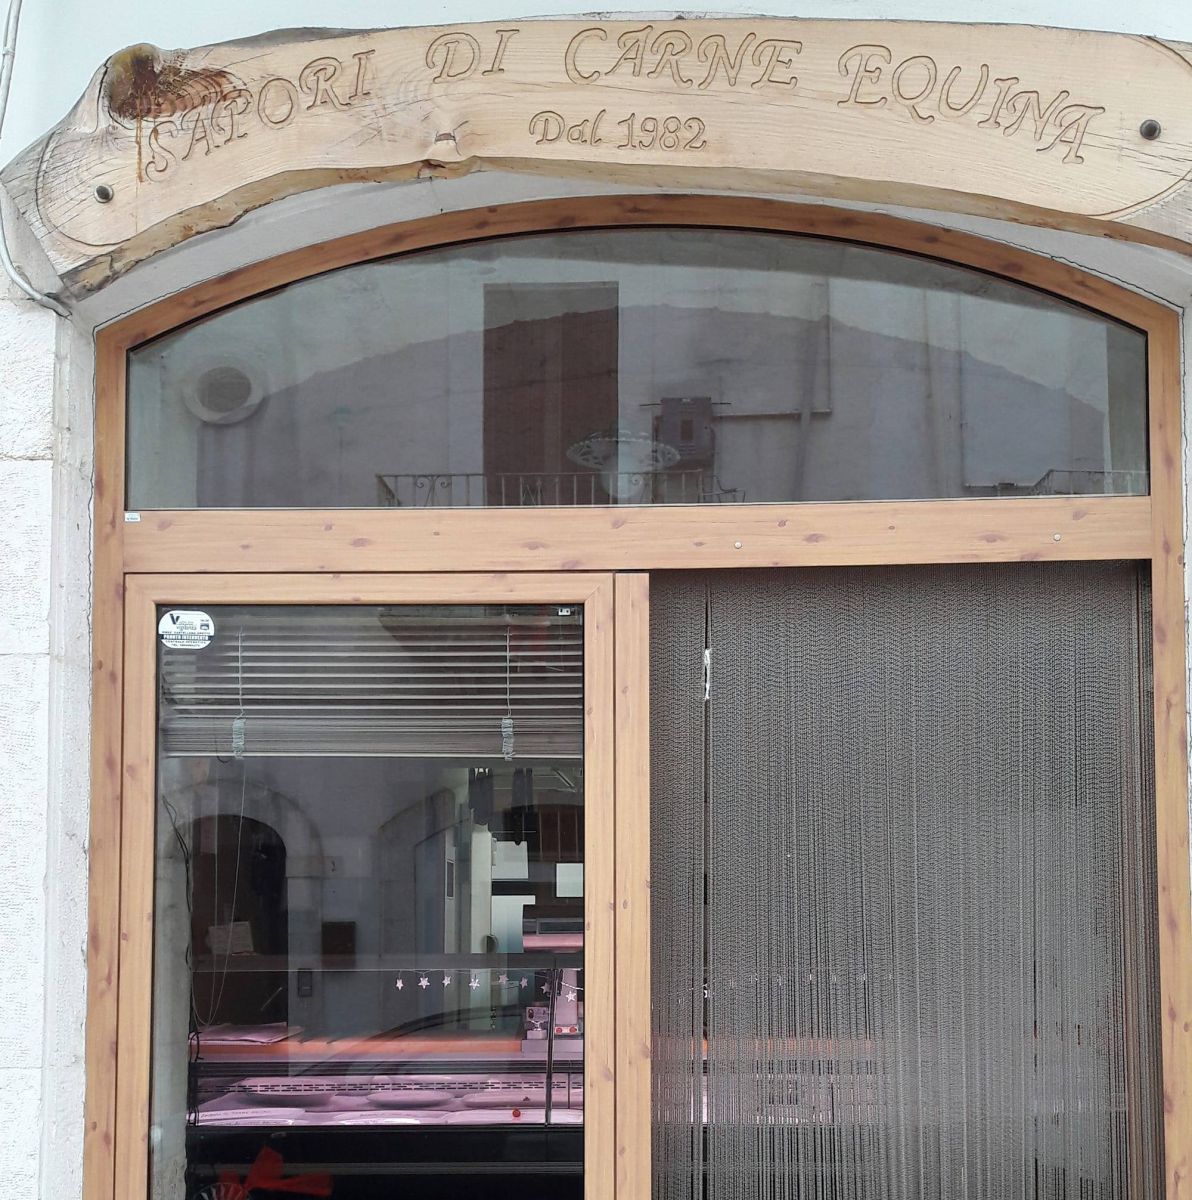 SAPORI DI CARNE EQUINA
Dal 1982